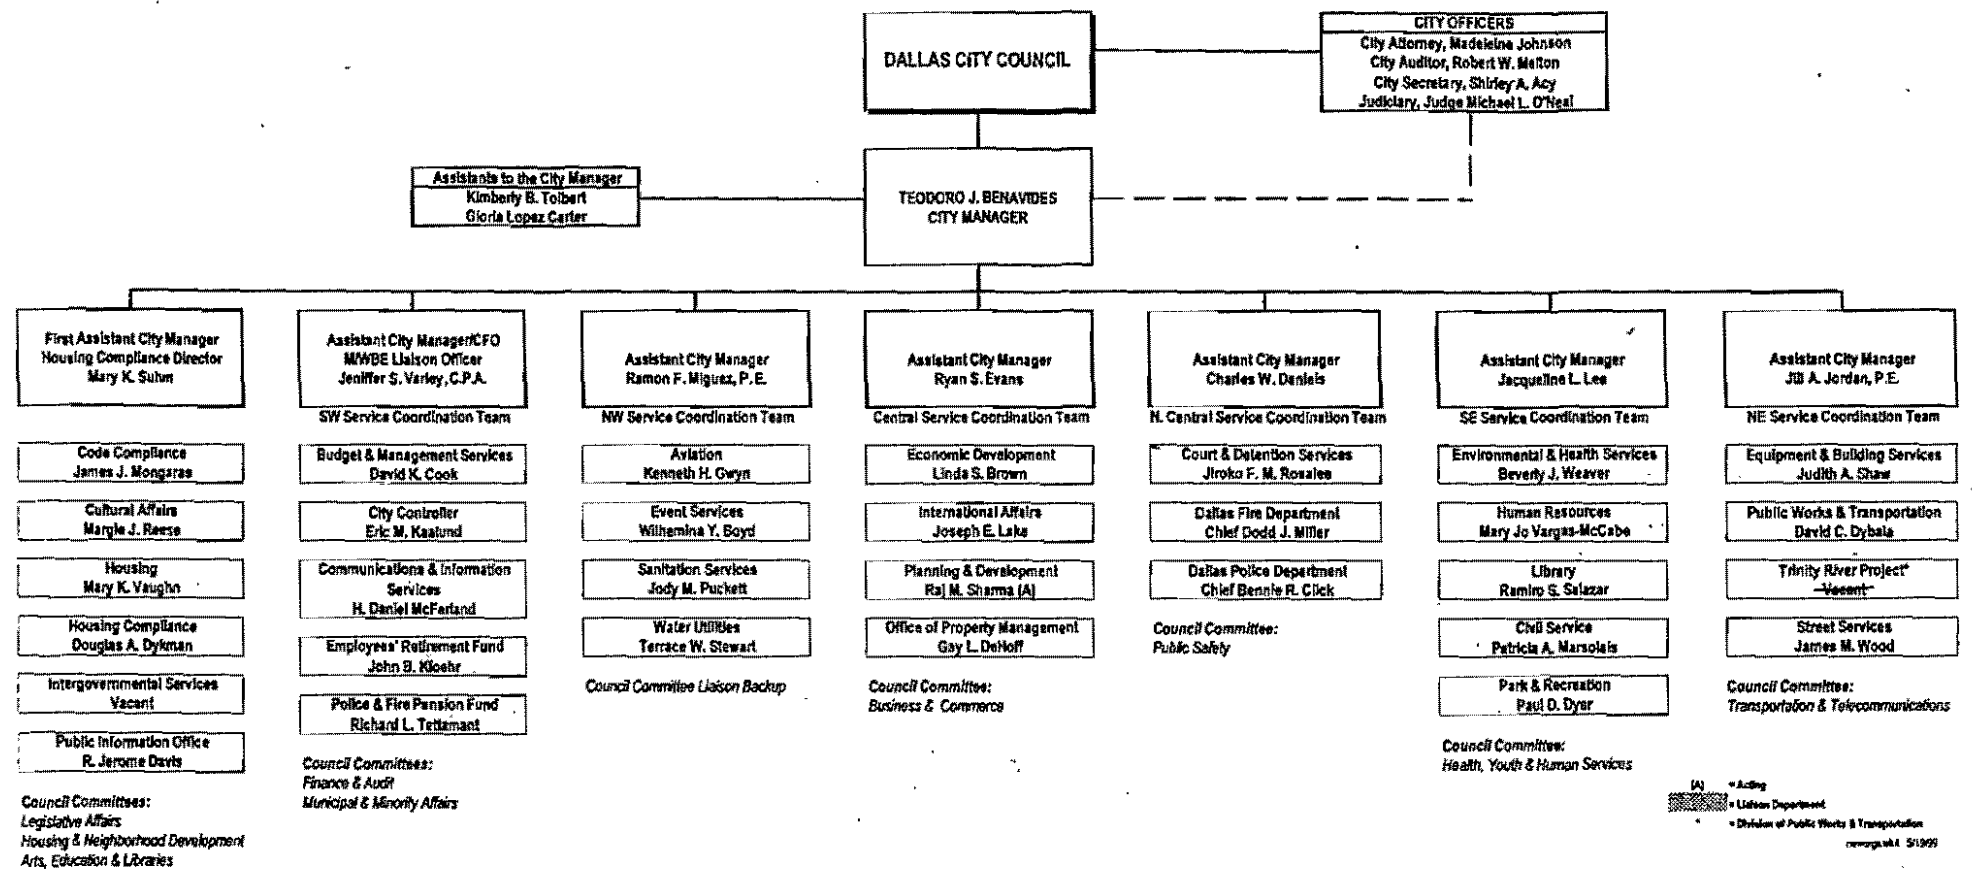 DALLAS CITY COUNCIL
CITY OFFICERS
City Attorney, Madeleine Johnson
City Auditor, Robert W. Melton
City Secretary, Shirley A. Acy
Judiciary, Judge Michael L. O'Neal
Assistants to the City Manager
Kimberly B. Tolbert
Gloria Lopez Carter
TEODORO J. BENAVIDES
CITY MANAGER
First Assistant City Manager
Housing Compliance Director
Mary K. Suhm
Code Compliance
James J. Mongaras
Cultural Affairs
Margie J. Reese
Housing
Mary K. Vaughn
Housing Compliance
Douglas A. Dykman
Intergovernmental Services
Vacant
Public Information Office
R. Jerome Davis
Council Committees:
Legislative Affairs
Housing & Neighborhood Development
Arts, Education & Libraries
Assistant City Manager/CFO
M/WBE Liaison Officer
Jeniffer S. Varley, C.P.A.
SW Service Coordination Team
Budget & Management Services
David K. Cook
City Controller
Eric M. Kaalund
Communications & Information
Services
H. Daniel McFarland
Employees' Retirement Fund
John B. Kloehr
Police & Fire Pension Fund
Richard L. Tettamant
Council Committees:
Finance & Audit
Municipal & Minority Affairs
Assistant City Manager
Ramon F. Miguez, P.E.
NW Service Coordination Team
Aviation
Kenneth H. Gwyn
Event Services
Wilhemina Y. Boyd
Sanitation Services
Jody M. Puckett
Water Utilities
Terrace W. Stewart
Council Committee Liaison Backup
Assistant City Manager
Ryan S. Evans
Central Service Coordination Team
Economic Development
Linda S. Brown
International Affairs
Joseph E. Lake
Planning & Development
Raj M. Sharma (A)
Office of Property Management
Gay L. DeHoff
Council Committee:
Business & Commerce
Assistant City Manager
Charles W. Daniels
N. Central Service Coordination Team
Court & Detention Services
Jiroko F. M. Rosales
Dallas Fire Department
Chief Dodd J. Miller
Dallas Police Department
Chief Bennie R. Click
Council Committee:
Public Safety
Assistant City Manager
Jacqueline L. Lee
SE Service Coordination Team
Environmental & Health Services
Beverly J. Weaver
Human Resources
Mary Jo Vargas-McCabe
Library
Ramiro S. Salazar
Civil Service
Patricia A. Marsolais
Park & Recreation
Paul D. Dyer
Council Committee:
Health, Youth & Human Services
Assistant City Manager
Jill A. Jordan, P.E.
NE Service Coordination Team
Equipment & Building Services
Judith A. Shaw
Public Works & Transportation
David C. Dybala
Trinity River Project*
Vacant
Street Services
James M. Wood
Council Committee:
Transportation & Telecommunications
(A) = Acting
= Liaison Department
* = Division of Public Works & Transportation
5/19/99